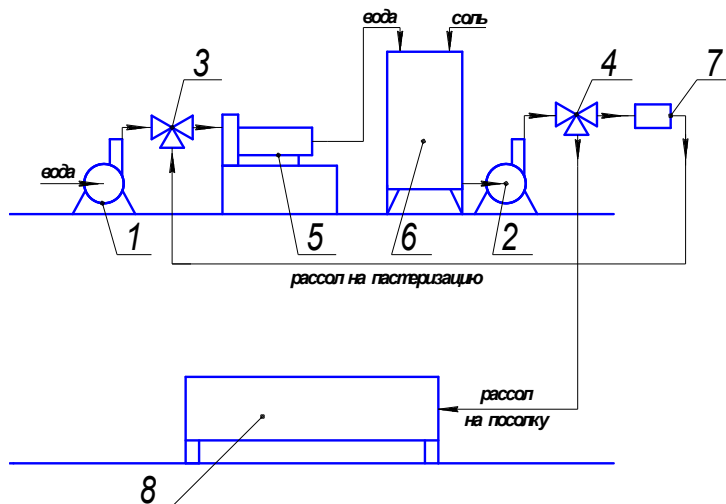 вода
соль
3
4
7
вода
1
5
6
2
рассол на пастеризацию
рассол
на посолку
8